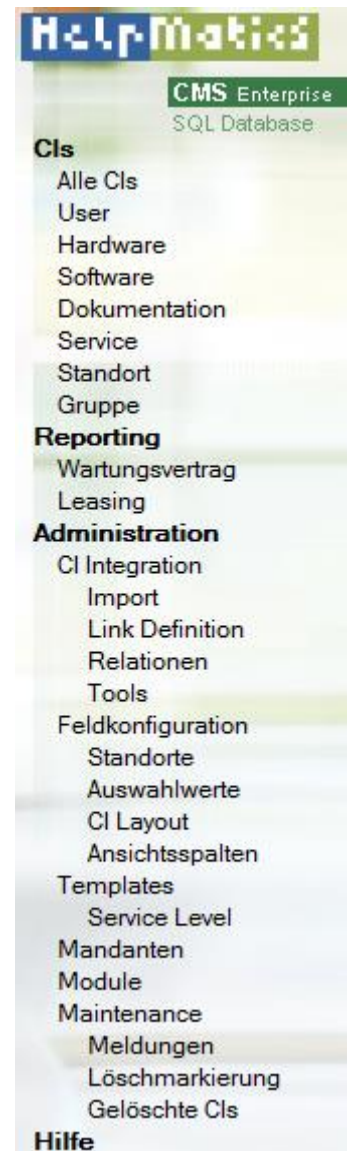 HelpMatics
CMS Enterprise
SQL Database
CIs
Alle CIs
User
Hardware
Software
Dokumentation
Service
Standort
Gruppe
Reporting
Wartungsvertrag
Leasing
Administration
CI Integration
Import
Link Definition
Relationen
Tools
Feldkonfiguration
Standorte
Auswahlwerte
CI Layout
Ansichtsspalten
Templates
Service Level
Mandanten
Module
Maintenance
Meldungen
Löschmarkierung
Gelöschte CIs
Hilfe